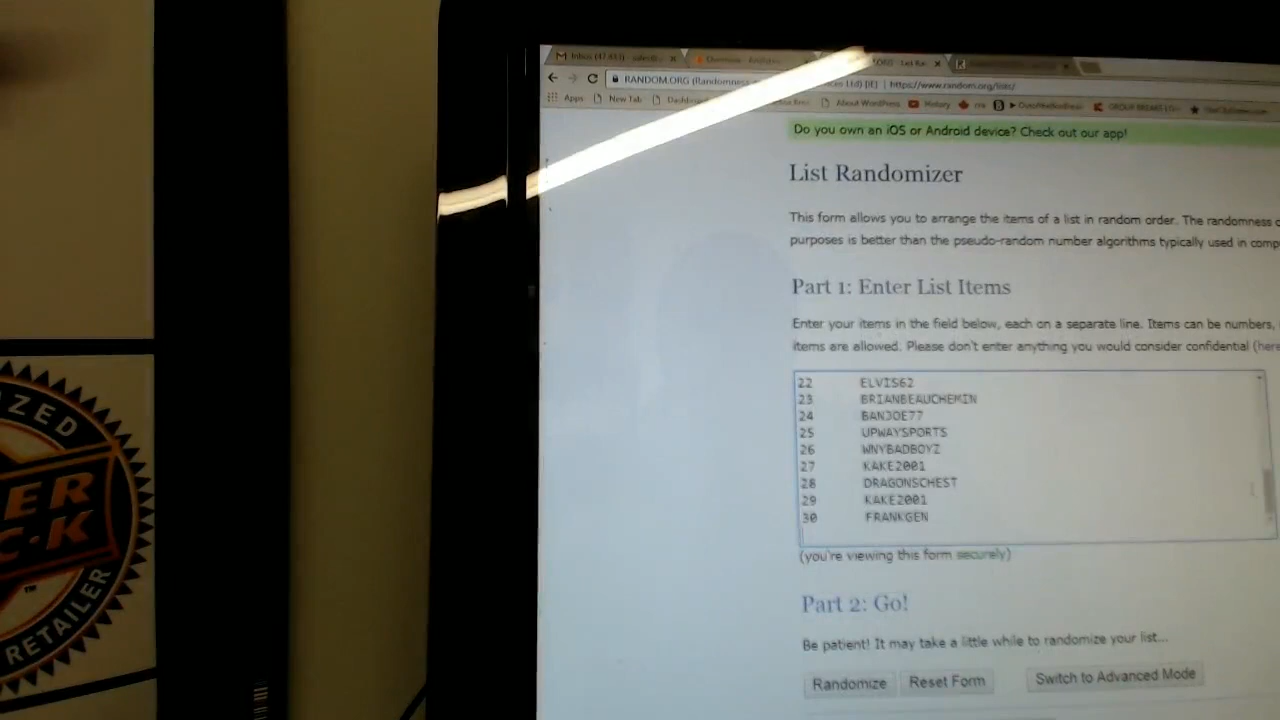 Inbox (47,613)
RANDOM.ORG (Randomness
https://www.random.org/lists/
Apps New Tab
About WordPress History
Do you own an iOS or Android device? Check out our app!
List Randomizer
This form allows you to arrange the items of a list in random order. The randomness
purposes is better than the pseudo-random number algorithms typically used in comp
Part 1: Enter List Items
Enter your items in the field below, each on a separate line. Items can be numbers,
items are allowed. Please don't enter anything you would consider confidential (here
22 ELVIS62
23 BRIANBEAUCHEMIN
24 BANJOE77
25 UPWAYSPORTS
26 WNYBADBOYZ
27 KAKE2001
28 DRAGONSCHEST
29 KAKE2001
30 FRANKGEN
(you're viewing this form securely)
Part 2: Go!
Be patient! It may take a little while to randomize your list...
Randomize Reset Form Switch to Advanced Mode
ZED
ER
C·K
™
RETAILER